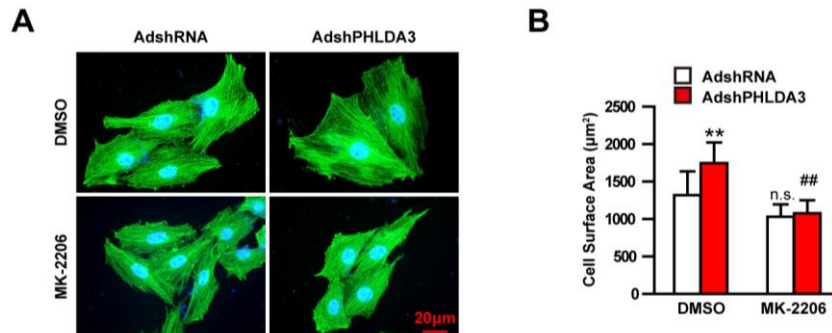 A
AdshRNA
AdshPHLDA3
DMSO
MK-2206
20μm
B
AdshRNA
AdshPHLDA3
Cell Surface Area (μm²)
2500
2000
1500
1000
500
0
**
n.s.
##
DMSO
MK-2206